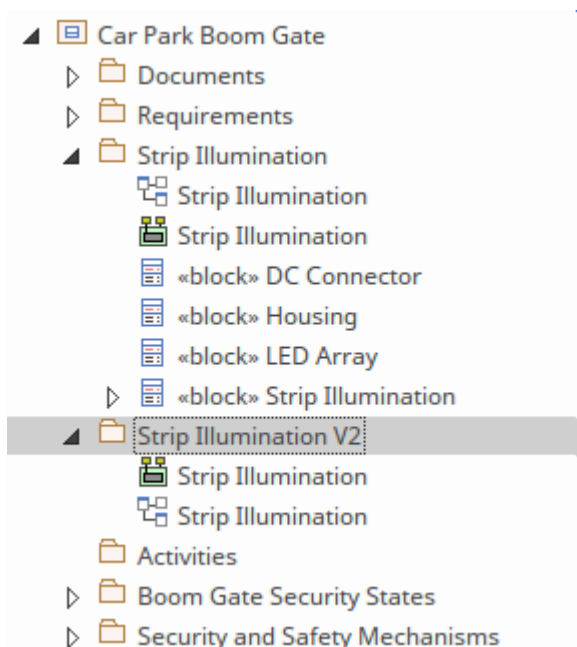 Car Park Boom Gate
Documents
Requirements
Strip Illumination
Strip Illumination
Strip Illumination
«block» DC Connector
«block» Housing
«block» LED Array
«block» Strip Illumination
Strip Illumination V2
Strip Illumination
Strip Illumination
Activities
Boom Gate Security States
Security and Safety Mechanisms